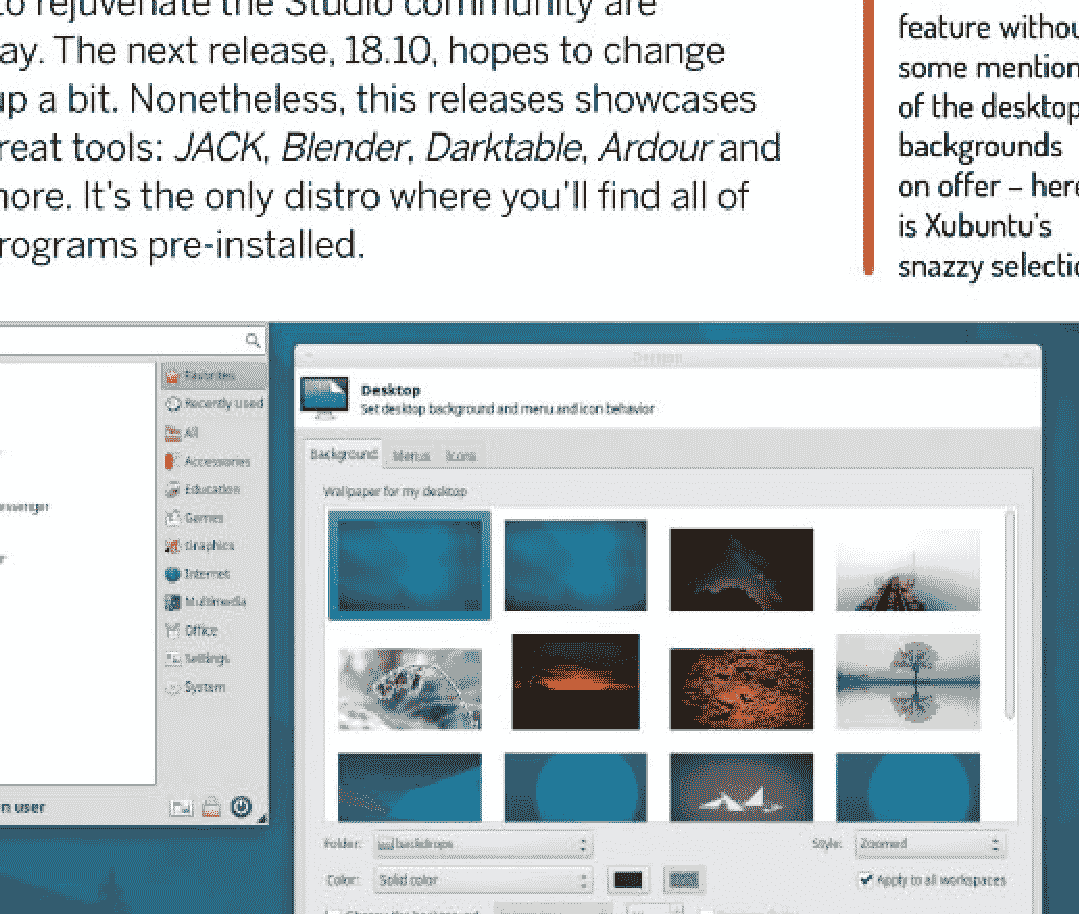 to rejuvenate the Studio community are
ay. The next release, 18.10, hopes to change
up a bit. Nonetheless, this releases showcases
reat tools: JACK, Blender, Darktable, Ardour and
nore. It's the only distro where you'll find all of
rograms pre-installed.
feature withou
some mention
of the desktop
backgrounds
on offer – here
is Xubuntu's
snazzy selectio
Favorites
Recently used
All
Accessories
Education
Games
Graphics
Internet
Multimedia
Office
Settings
System
n user
Desktop
Desktop
Set desktop background and menu and icon behavior
Background Menus Icons
Wallpaper for my desktop
Folder: backdrops Style: Zoomed
Color: Solid color Apply to all workspaces